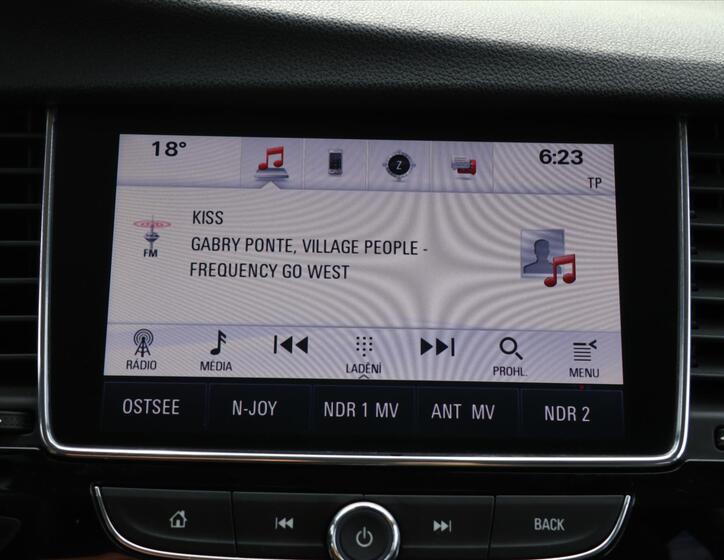 18° 6:23
TP
KISS
GABRY PONTE, VILLAGE PEOPLE -
FREQUENCY GO WEST
FM
Z
RÁDIO MÉDIA LADĚNÍ PROHL. MENU
OSTSEE N-JOY NDR 1 MV ANT MV NDR 2
BACK